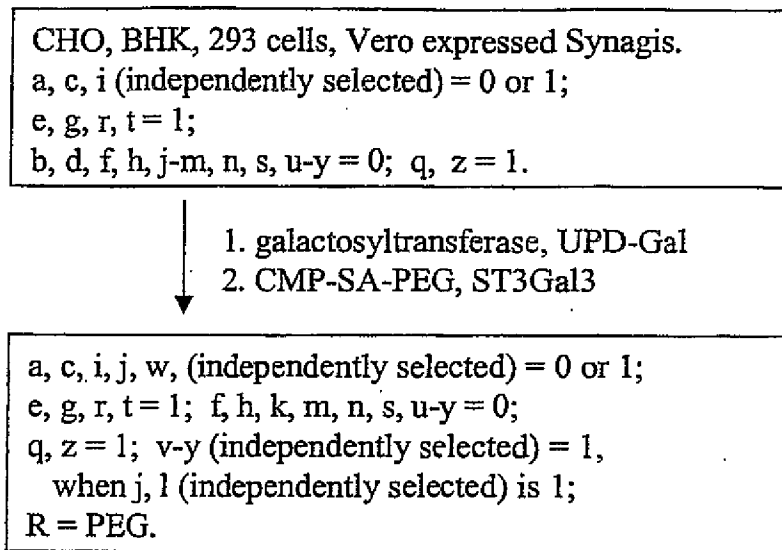 CHO, BHK, 293 cells, Vero expressed Synagis.
a, c, i (independently selected) = 0 or 1;
e, g, r, t = 1;
b, d, f, h, j-m, n, s, u-y = 0; q, z = 1.
1. galactosyltransferase, UPD-Gal
2. CMP-SA-PEG, ST3Gal3
a, c, i, j, w, (independently selected) = 0 or 1;
e, g, r, t = 1; f, h, k, m, n, s, u-y = 0;
q, z = 1; v-y (independently selected) = 1,
when j, l (independently selected) is 1;
R = PEG.